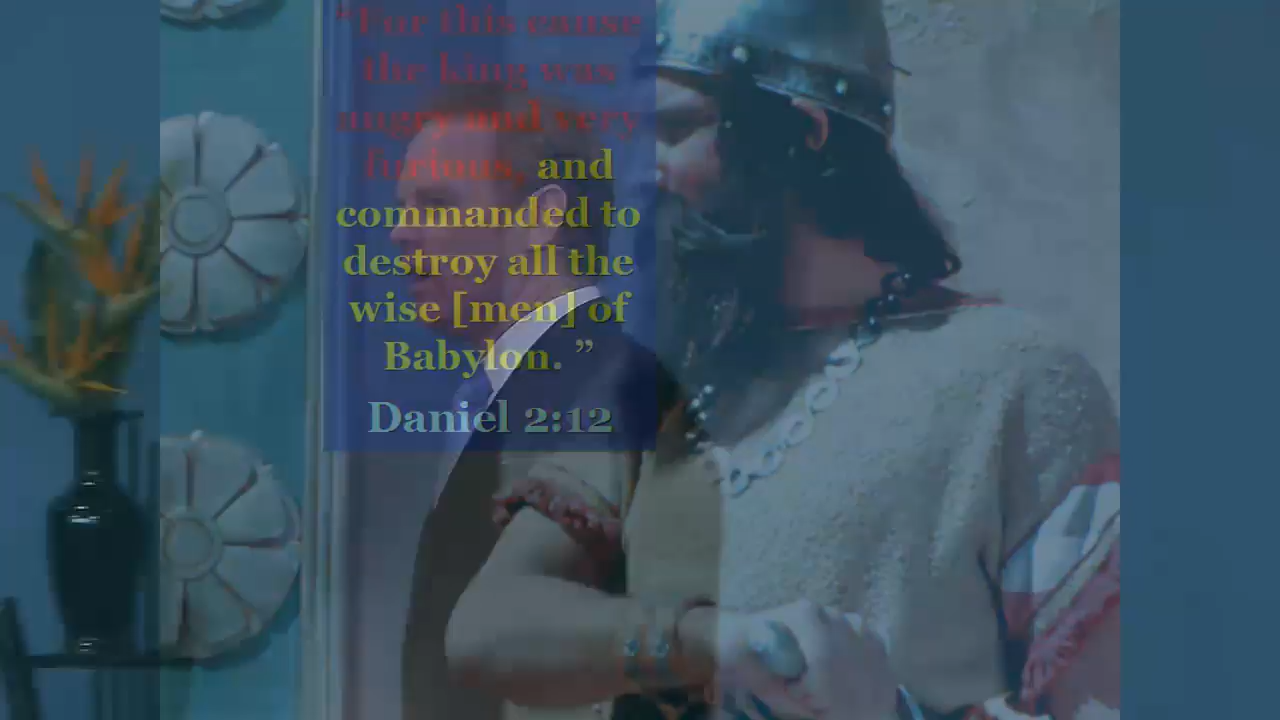 “For this cause
the king was
angry and very
furious, and
commanded to
destroy all the
wise [men] of
Babylon. ”
Daniel 2:12